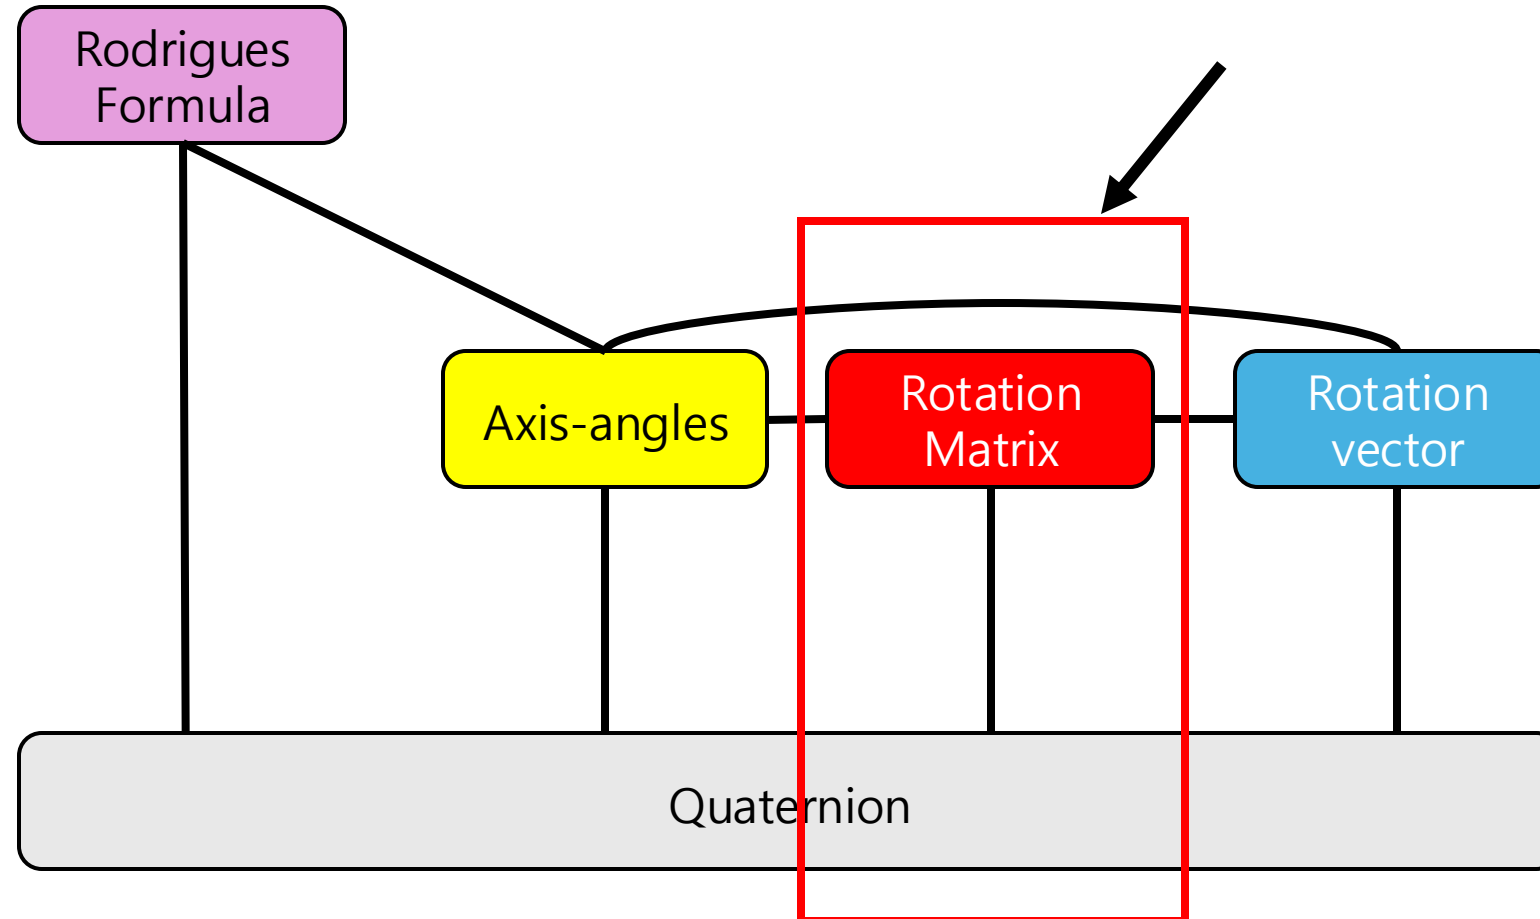 Rodrigues
Formula
Axis-angles
Rotation
Matrix
Rotation
vector
Quaternion